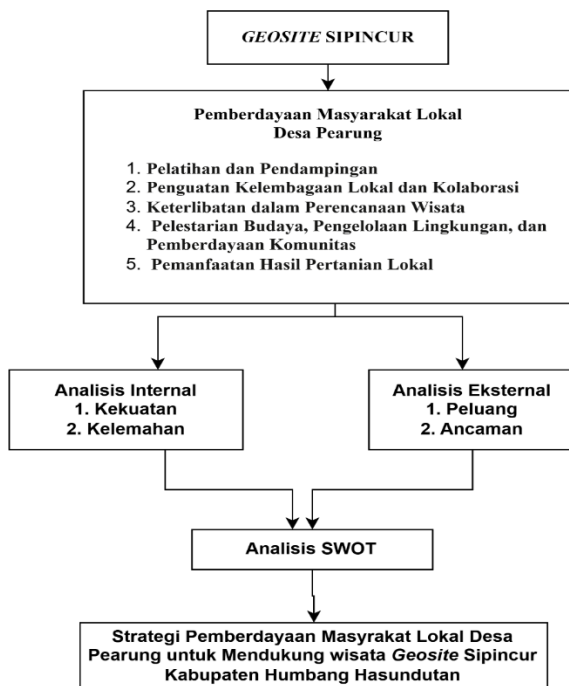 GEOSITE SIPINCUR
Pemberdayaan Masyarakat Lokal
Desa Pearung
1. Pelatihan dan Pendampingan
2. Penguatan Kelembagaan Lokal dan Kolaborasi
3. Keterlibatan dalam Perencanaan Wisata
4. Pelestarian Budaya, Pengelolaan Lingkungan, dan
Pemberdayaan Komunitas
5. Pemanfaatan Hasil Pertanian Lokal
Analisis Internal
1. Kekuatan
2. Kelemahan
Analisis Eksternal
1. Peluang
2. Ancaman
Analisis SWOT
Strategi Pemberdayaan Masyrakat Lokal Desa
Pearung untuk Mendukung wisata Geosite Sipincur
Kabupaten Humbang Hasundutan